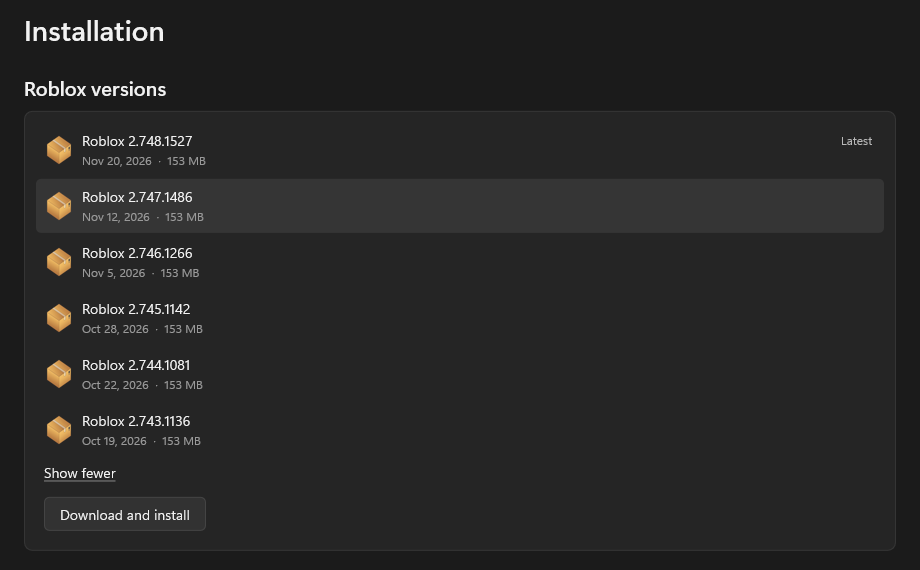 Installation
Roblox versions
Roblox 2.748.1527
Latest
Nov 20, 2026 · 153 MB
Roblox 2.747.1486
Nov 12, 2026 · 153 MB
Roblox 2.746.1266
Nov 5, 2026 · 153 MB
Roblox 2.745.1142
Oct 28, 2026 · 153 MB
Roblox 2.744.1081
Oct 22, 2026 · 153 MB
Roblox 2.743.1136
Oct 19, 2026 · 153 MB
Show fewer
Download and install